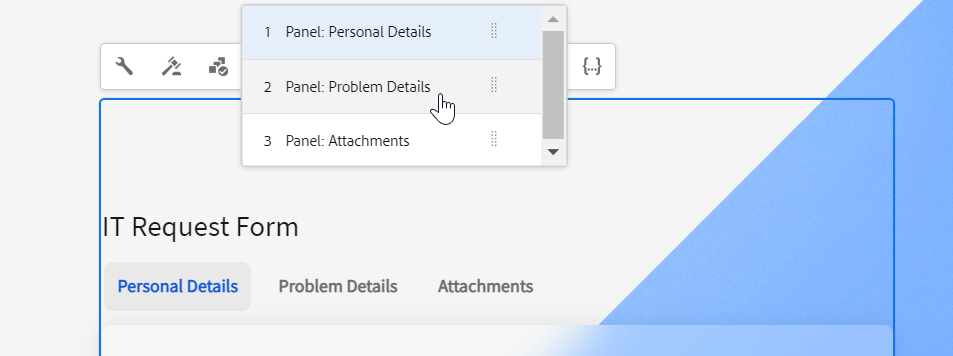 1 Panel: Personal Details
2 Panel: Problem Details
3 Panel: Attachments
{...}
IT Request Form
Personal Details Problem Details Attachments